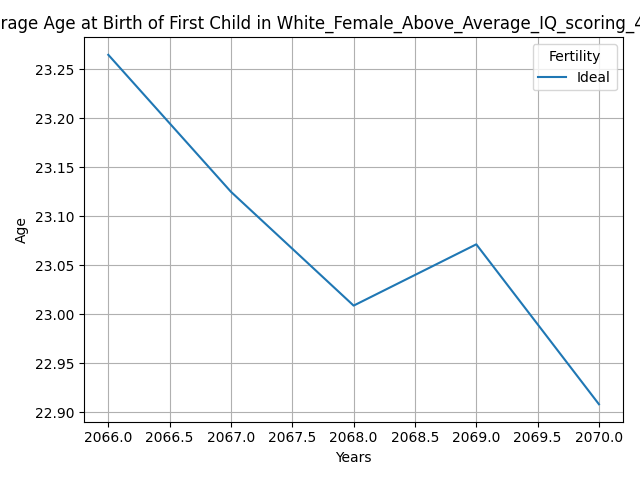 rage Age at Birth of First Child in White_Female_Above_Average_IQ_scoring_4
Fertility
Ideal
23.25
23.20
23.15
23.10
23.05
23.00
22.95
22.90
Age
2066.0 2066.5 2067.0 2067.5 2068.0 2068.5 2069.0 2069.5 2070.0
Years